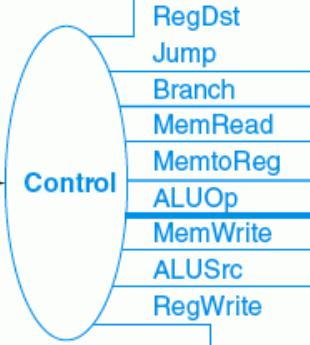 RegDst
Jump
Branch
MemRead
MemtoReg
Control
ALUOp
MemWrite
ALUSrc
RegWrite